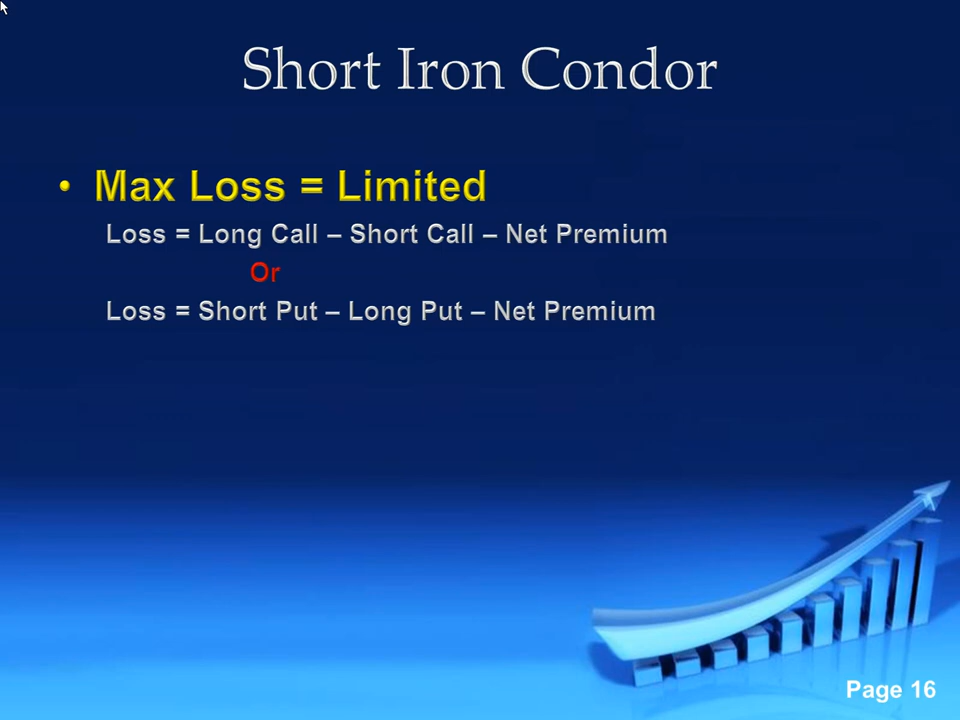 Short Iron Condor
• Max Loss = Limited
Loss = Long Call – Short Call – Net Premium
Or
Loss = Short Put – Long Put – Net Premium
Page 16